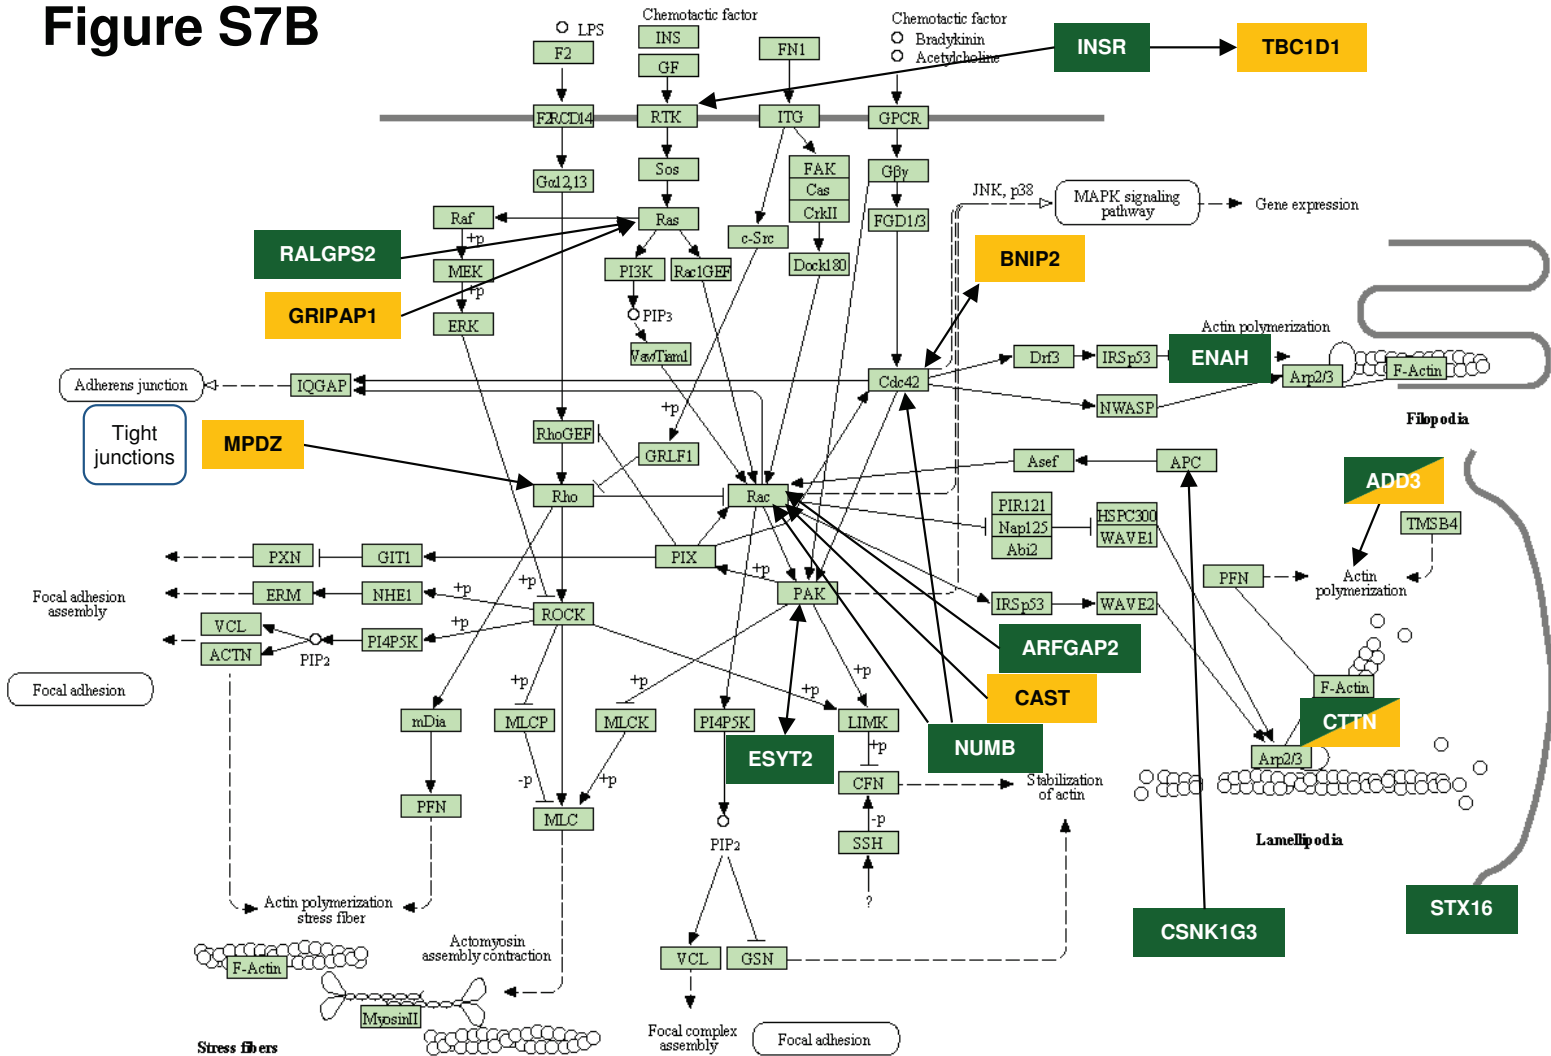 Figure S7B
LPS
Chemotactic factor
Chemotactic factor
Bradykinin
Acetylcholine
INSR
TBC1D1
F2
INS
GF
FN1
F2R
CD14
RTK
ITG
GPCR
Gα12,13
Sos
FAK
Cas
CrkII
Gβγ
JNK, p38
MAPK signaling
pathway
Gene expression
Raf
Ras
c-Src
FGD1/3
+p
RALGPS2
MEK
PI3K
Rac1GEF
Dock180
BNIP2
+p
GRIPAP1
ERK
PIP3
Vav/Tiam1
Actin polymerization
Drf3
IRSp53
ENAH
Arp2/3
F-Actin
Adherens junction
IQGAP
Cdc42
NWASP
Filopodia
+p
Tight
junctions
MPDZ
RhoGEF
GRLF1
Asef
APC
ADD3
Rho
Rac
PIR121
Nap125
Abi2
HSPC300
WAVE1
TMSB4
PXN
GIT1
PIX
+p
PFN
Actin
polymerization
Focal adhesion
assembly
ERM
NHE1
+p
+p
ROCK
PAK
IRSp53
WAVE2
VCL
ACTN
PIP2
PI4P5K
+p
ARFGAP2
Focal adhesion
+p
+p
+p
+p
CAST
F-Actin
mDia
MLCP
MLCK
PI4P5K
LIMK
CTTN
ESYT2
NUMB
+p
Arp2/3
-p
+p
CFN
Stabilization
of actin
PFN
MLC
-p
PIP2
SSH
Lamellipodia
?
STX16
CSNK1G3
Actin polymerization
stress fiber
Actomyosin
assembly contraction
F-Actin
VCL
GSN
MyosinII
Focal complex
assembly
Focal adhesion
Stress fibers